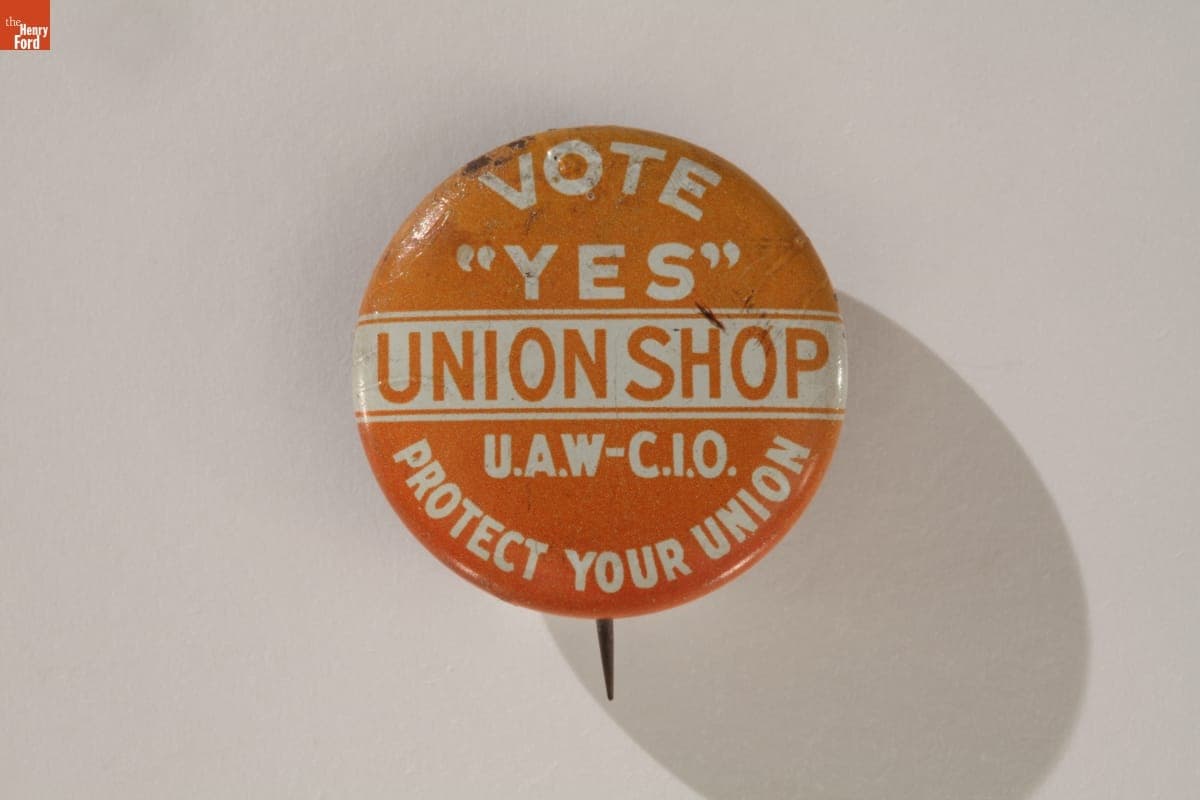 the
Henry
Ford
VOTE
“YES”
UNION SHOP
U.A.W-C.I.O.
PROTECT YOUR UNION